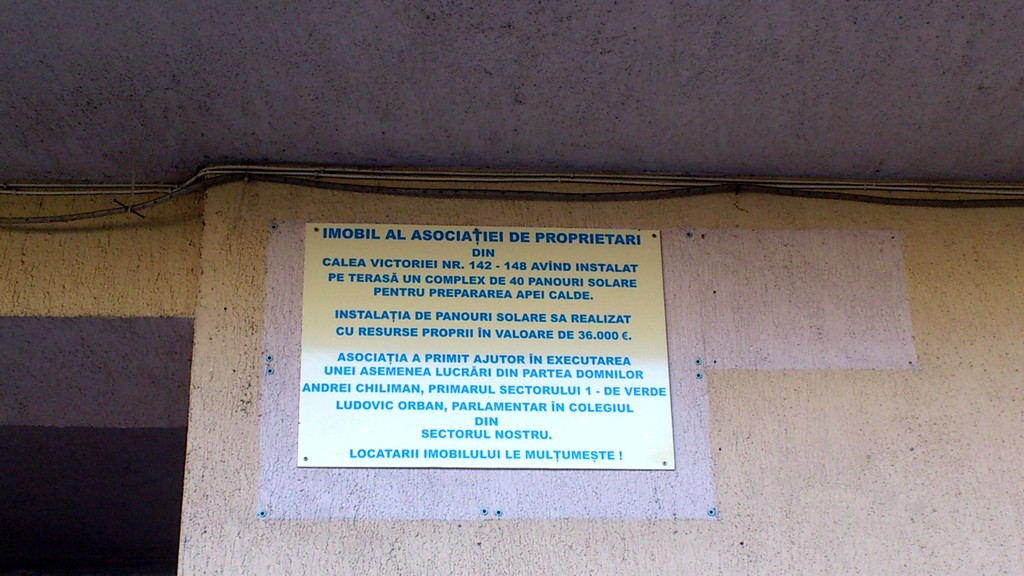 IMOBIL AL ASOCIAȚIEI DE PROPRIETARI
DIN
CALEA VICTORIEI NR. 142 - 148 AVÎND INSTALAT
PE TERASĂ UN COMPLEX DE 40 PANOURI SOLARE
PENTRU PREPARAREA APEI CALDE.
INSTALAȚIA DE PANOURI SOLARE SA REALIZAT
CU RESURSE PROPRII ÎN VALOARE DE 36.000 €.
ASOCIAȚIA A PRIMIT AJUTOR ÎN EXECUTAREA
UNEI ASEMENEA LUCRĂRI DIN PARTEA DOMNILOR
ANDREI CHILIMAN, PRIMARUL SECTORULUI 1 - DE VERDE
LUDOVIC ORBAN, PARLAMENTAR ÎN COLEGIUL
DIN
SECTORUL NOSTRU.
LOCATARII IMOBILULUI LE MULȚUMEȘTE !